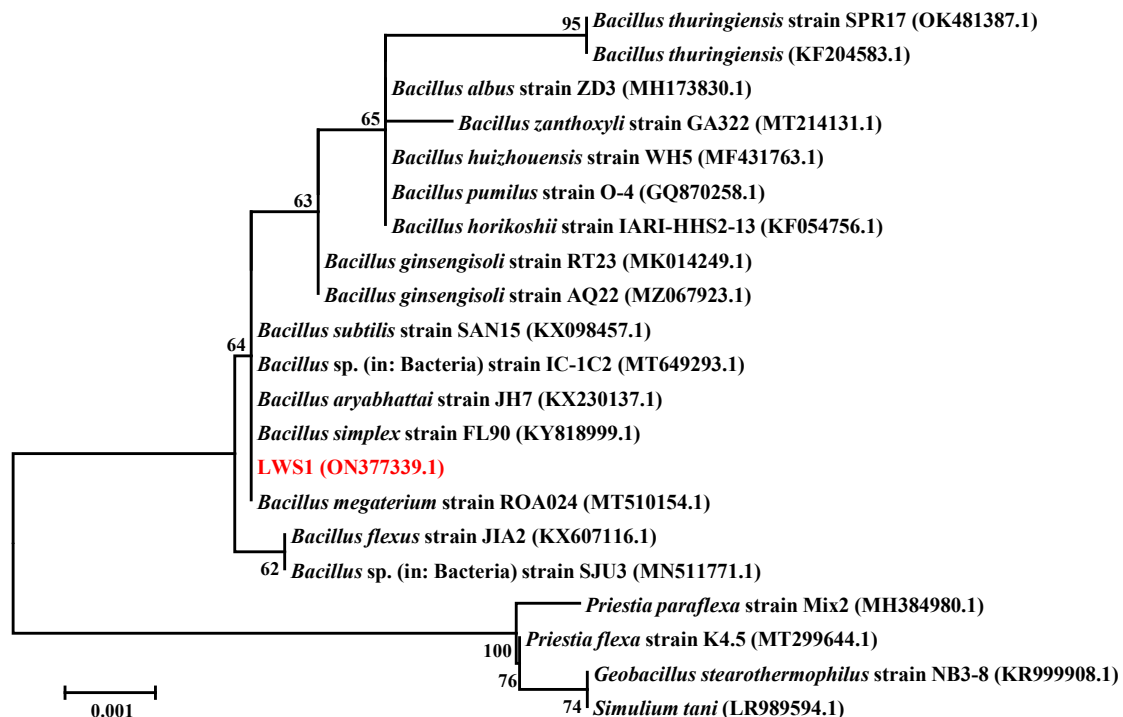 95
Bacillus thuringiensis strain SPR17 (OK481387.1)
Bacillus thuringiensis (KF204583.1)
Bacillus albus strain ZD3 (MH173830.1)
65
Bacillus zanthoxyli strain GA322 (MT214131.1)
Bacillus huizhouensis strain WH5 (MF431763.1)
Bacillus pumilus strain O-4 (GQ870258.1)
63
Bacillus horikoshii strain IARI-HHS2-13 (KF054756.1)
Bacillus ginsengisoli strain RT23 (MK014249.1)
Bacillus ginsengisoli strain AQ22 (MZ067923.1)
Bacillus subtilis strain SAN15 (KX098457.1)
64
Bacillus sp. (in: Bacteria) strain IC-1C2 (MT649293.1)
Bacillus aryabhattai strain JH7 (KX230137.1)
Bacillus simplex strain FL90 (KY818999.1)
LWS1 (ON377339.1)
Bacillus megaterium strain ROA024 (MT510154.1)
Bacillus flexus strain JIA2 (KX607116.1)
62
Bacillus sp. (in: Bacteria) strain SJU3 (MN511771.1)
Priestia paraflexa strain Mix2 (MH384980.1)
Priestia flexa strain K4.5 (MT299644.1)
100
Geobacillus stearothermophilus strain NB3-8 (KR999908.1)
76
74
Simulium tani (LR989594.1)
0.001